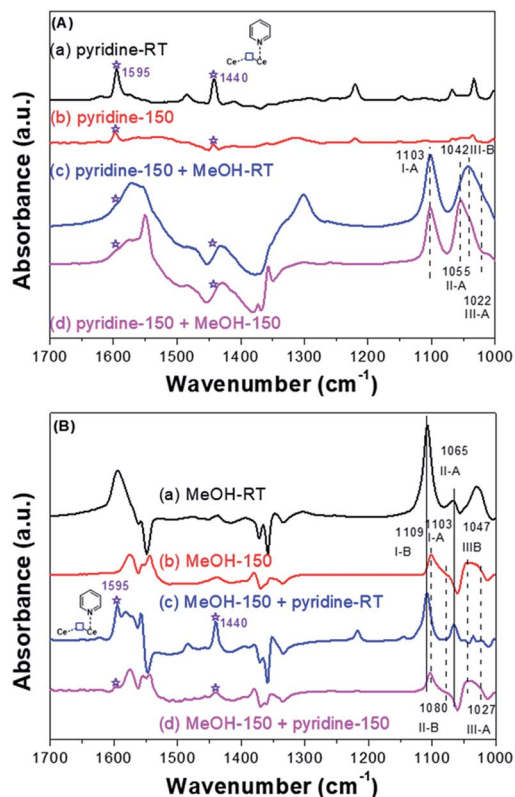 (A)
(a) pyridine-RT
N
Ce
Ce
1595
1440
(b) pyridine-150
(c) pyridine-150 + MeOH-RT
1103
1042 III-B
I-A
1055
II-A
1022
III-A
(d) pyridine-150 + MeOH-150
Absorbance (a.u.)
1700 1600 1500 1400 1300 1200 1100 1000
Wavenumber (cm-1)
(B)
(a) MeOH-RT
1065
II-A
1109
1103
1047
I-B
I-A
IIIB
(b) MeOH-150
N
Ce
Ce
1595
1440
(c) MeOH-150 + pyridine-RT
1080
1027
II-B
III-A
(d) MeOH-150 + pyridine-150
Absorbance (a.u.)
1700 1600 1500 1400 1300 1200 1100 1000
Wavenumber (cm-1)